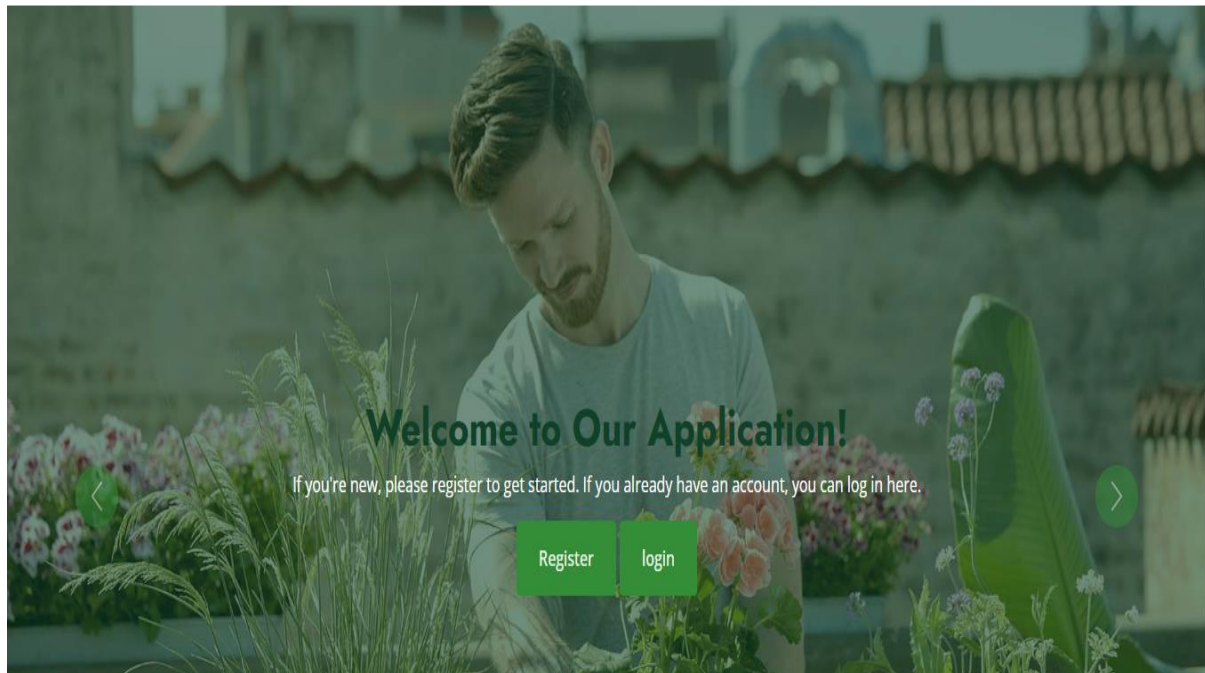 Welcome to Our Application!
If you're new, please register to get started. If you already have an account, you can log in here.
Register
login